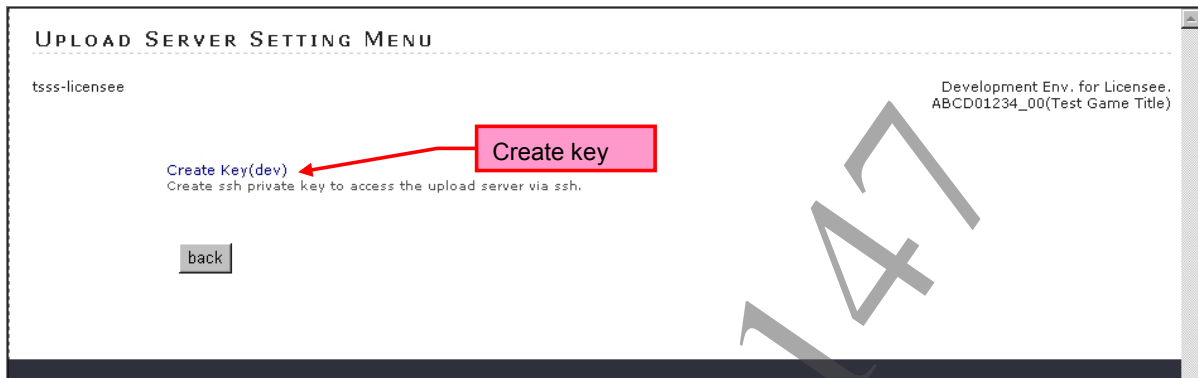 UPLOAD SERVER SETTING MENU
tsss-licensee
Development Env. for Licensee.
ABCD01234_00(Test Game Title)
Create key
Create Key(dev)
Create ssh private key to access the upload server via ssh.
back
147